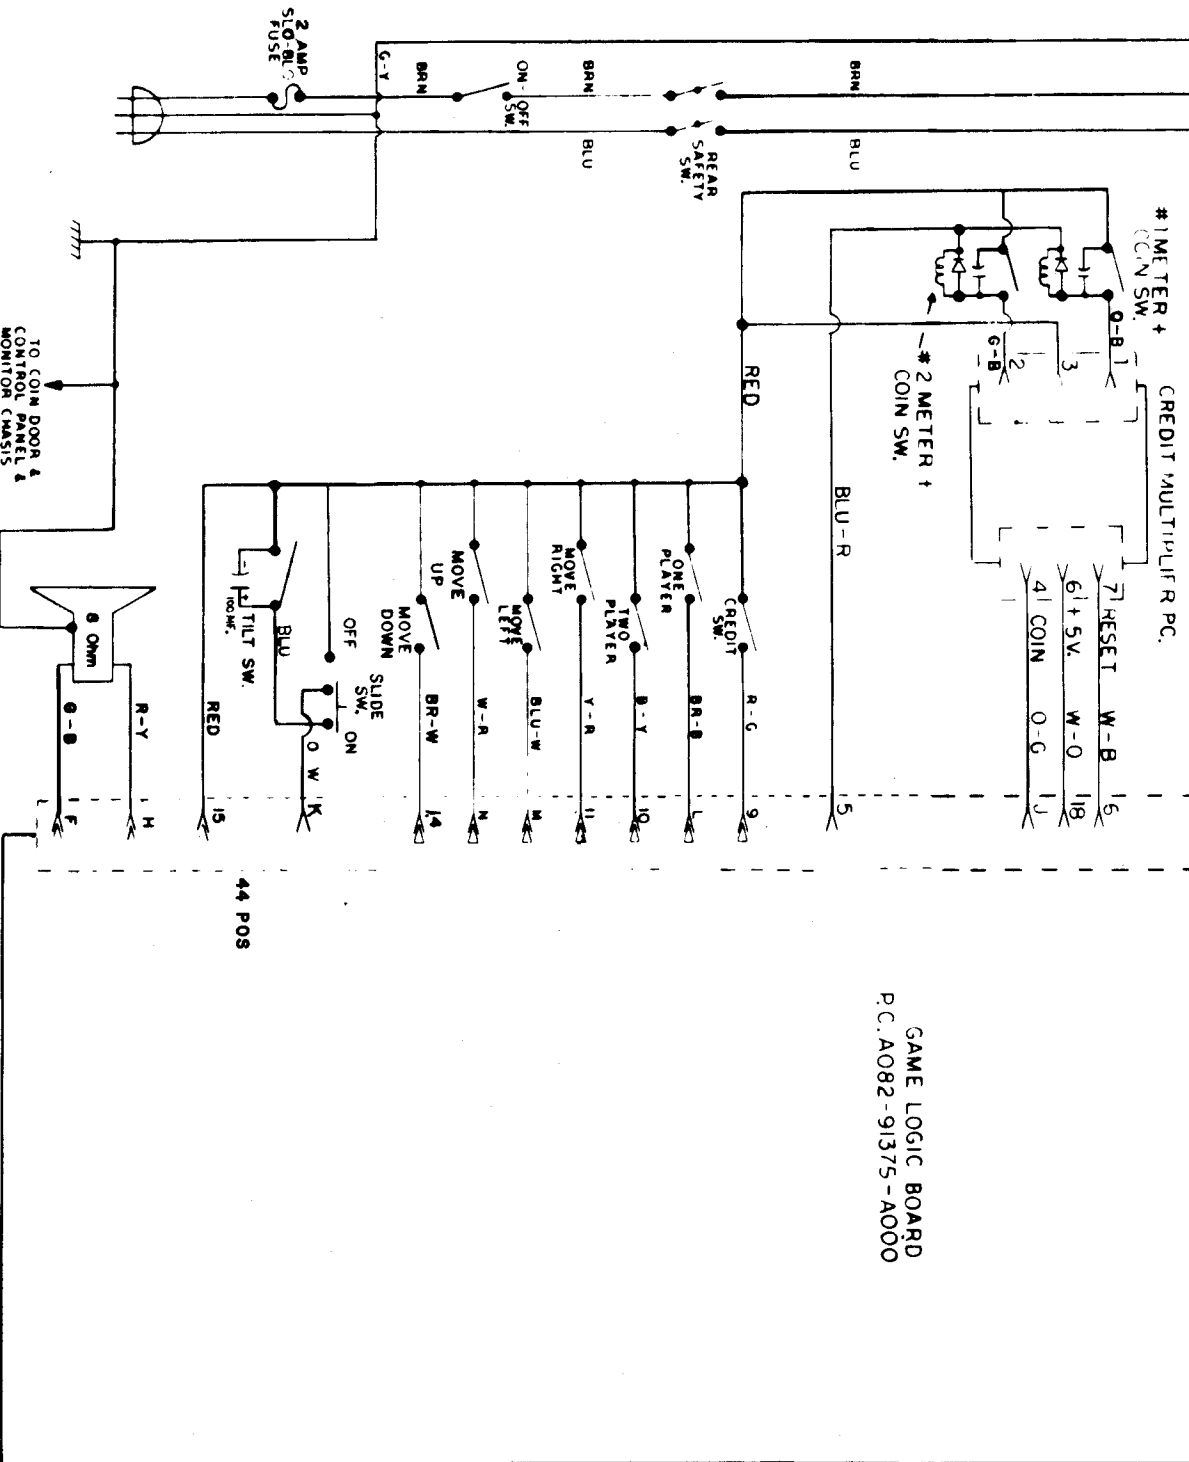 2 AMP
SLO-BLO
FUSE
G-Y
BRN
ON-OFF
SW.
BRN
BLU
REAR
SAFETY
SW.
BRN
BLU
#1 METER +
COIN SW.
O-B
1
3
G-B
2
#2 METER +
COIN SW.
CREDIT MULTIPLIER P.C.
7 RESET W-B 6
6 + 5V. W-O 18
4 COIN O-G J
RED
BLU-R
5
CREDIT
SW.
R-G
9
ONE
PLAYER
BR-B
L
TWO
PLAYER
B-Y
10
MOVE
RIGHT
Y-R
11
MOVE
LEFT
BLU-W
M
MOVE
UP
W-R
N
MOVE
DOWN
BR-W
14
OFF
SLIDE
SW.
ON
O W
K
BLU
TILT SW.
100 MF.
RED
15
TO COIN DOOR &
CONTROL PANEL &
MONITOR CHASIS
8 Ohm
R-Y
H
F
44 POS
GAME LOGIC BOARD
P.C. A082-91375-A000